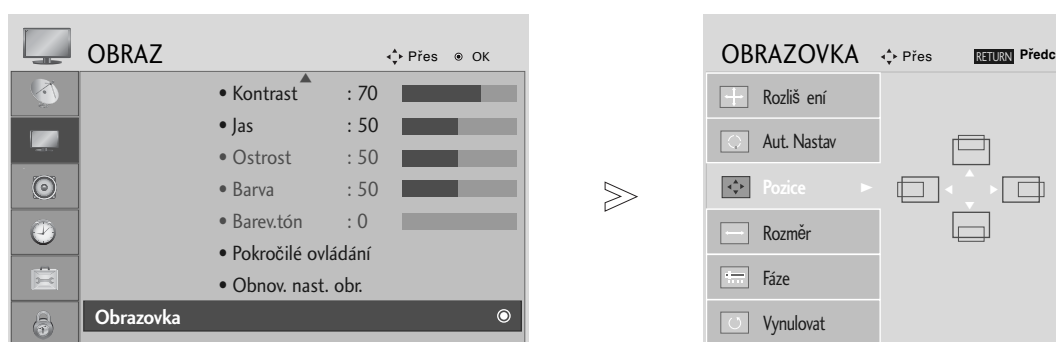 OBRAZ
Přes OK
• Kontrast : 70
• Jas : 50
• Ostrost : 50
• Barva : 50
• Barev.tón : 0
• Pokročilé ovládání
• Obnov. nast. obr.
Obrazovka
OBRAZOVKA
Přes RETURN Předc
Rozliš ení
Aut. Nastav
Pozice
Rozměr
Fáze
Vynulovat